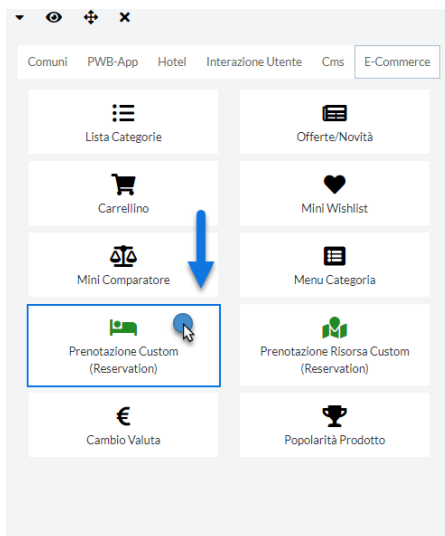 Comuni PWB-App Hotel Interazione Utente Cms E-Commerce
Lista Categorie
Offerte/Novità
Carrellino
Mini Wishlist
Mini Comparatore
Menu Categoria
Prenotazione Custom
(Reservation)
Prenotazione Risorsa Custom
(Reservation)
Cambio Valuta
Popolarità Prodotto